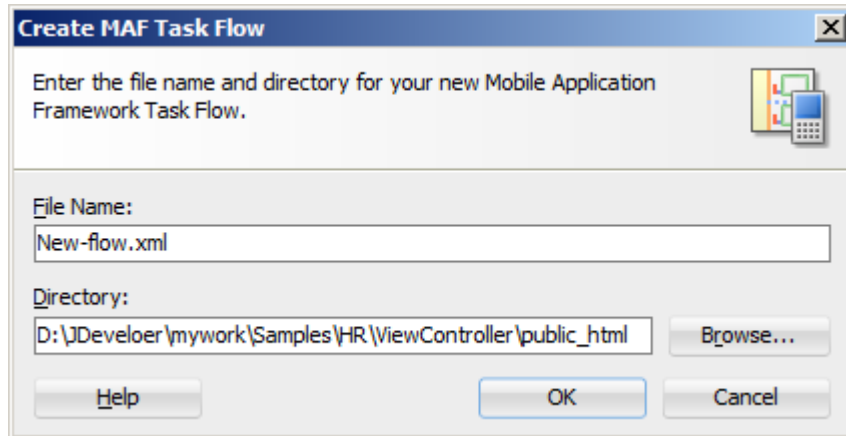 Create MAF Task Flow
Enter the file name and directory for your new Mobile Application
Framework Task Flow.
File Name:
New-flow.xml
Directory:
D:\JDeveloer\mywork\Samples\HR\ViewController\public_html
Browse...
Help
OK
Cancel